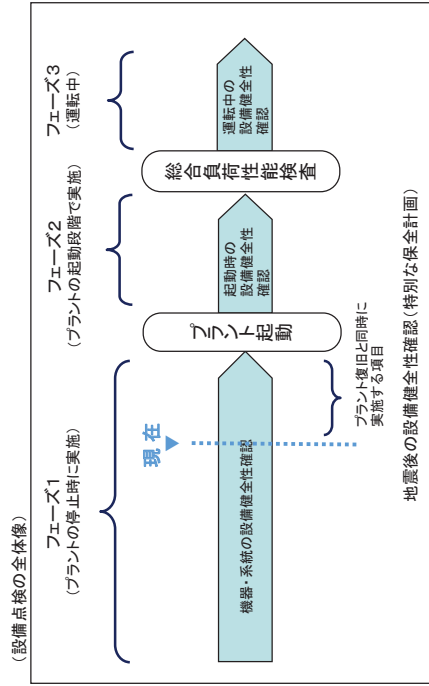 (設備点検の全体像)
フェーズ1
(プラントの停止時に実施)
フェーズ2
(プラントの起動段階で実施)
フェーズ3
(運転中)
現在
機器・系統の設備健全性確認
プラント起動
起動時の
設備健全性
確認
総合負荷性能検査
運転中の
設備健全性
確認
プラント復旧と同時に
実施する項目
地震後の設備健全性確認(特別な保全計画)